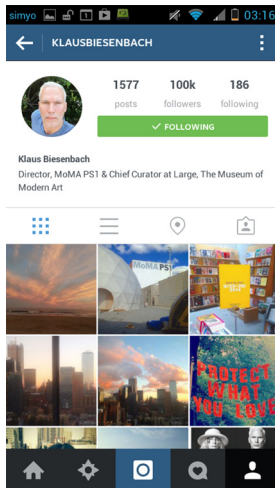 simyo 03:16
KLAUSBIESENBACH
1577 100k 186
posts followers following
✓ FOLLOWING
Klaus Biesenbach
Director, MoMA PS1 & Chief Curator at Large, The Museum of
Modern Art
MoMA PS1
PROTECT
WHAT
YOU LOVE